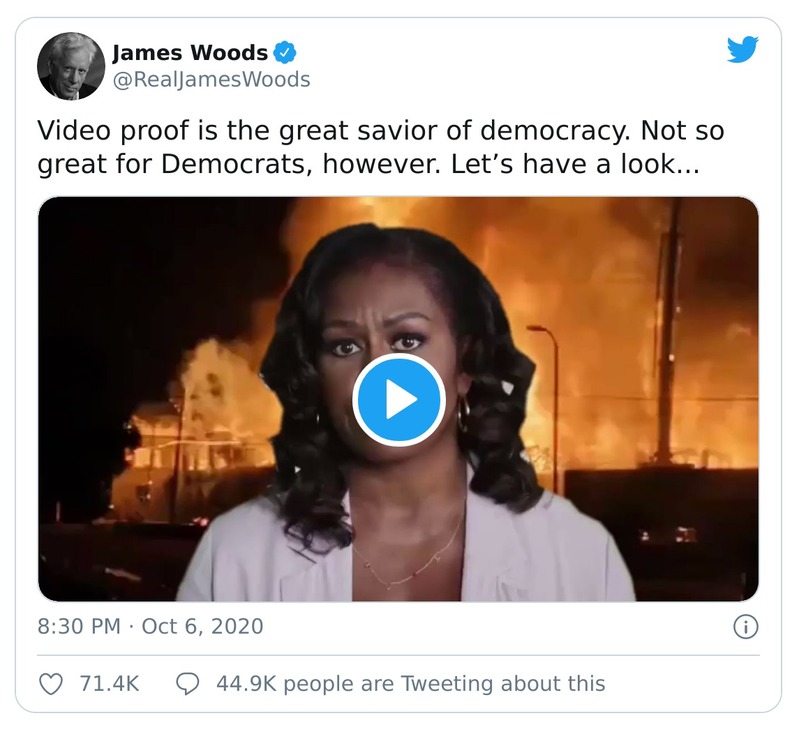 James Woods
@RealJamesWoods
Video proof is the great savior of democracy. Not so
great for Democrats, however. Let’s have a look...
8:30 PM · Oct 6, 2020
71.4K 44.9K people are Tweeting about this